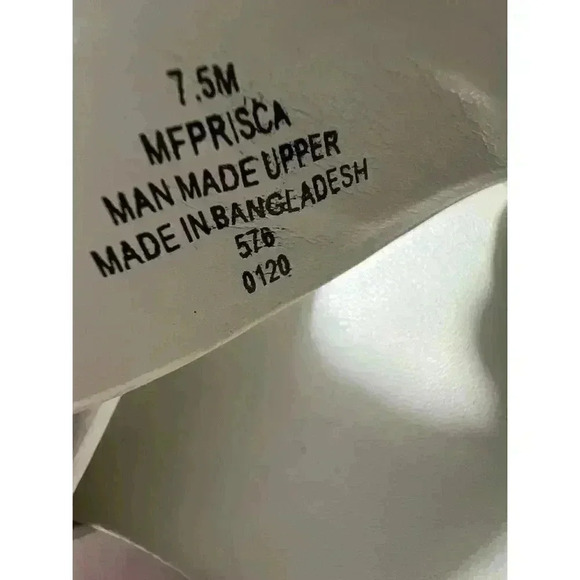 7.5M
MFPRISCA
MAN MADE UPPER
MADE IN BANGLADESH
576
0120